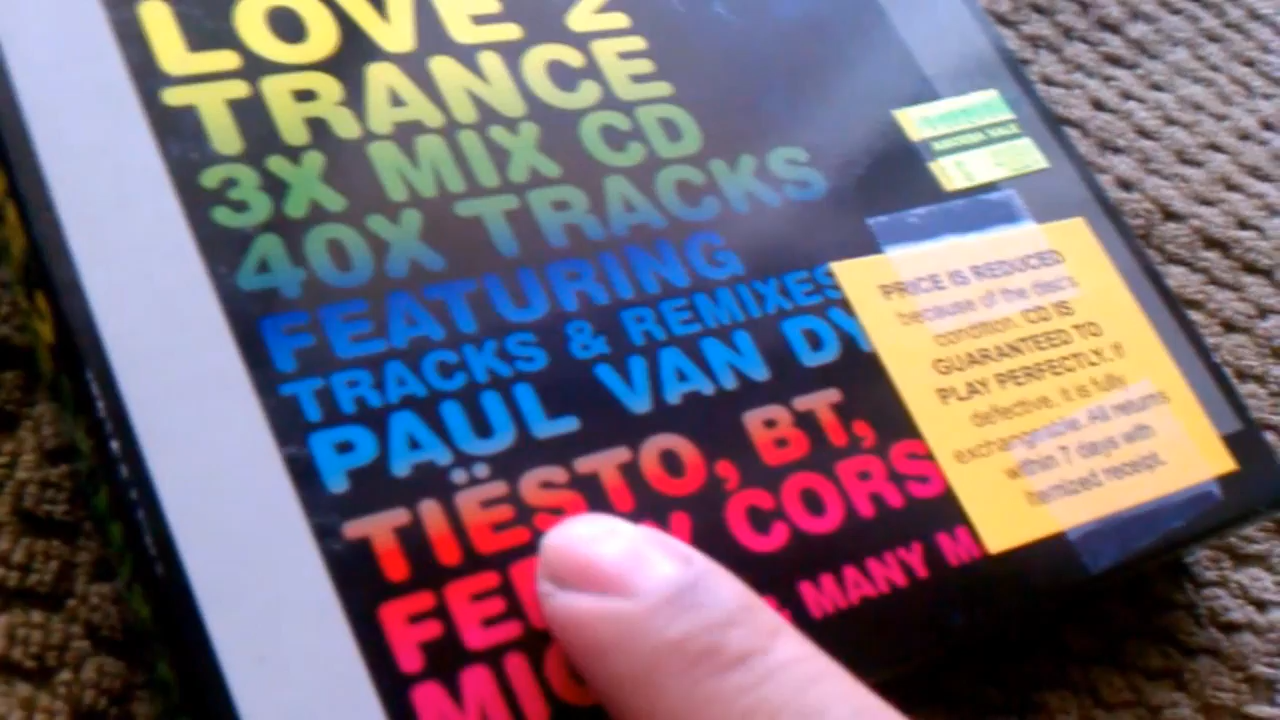 LOVE 2
TRANCE
3X MIX CD
40X TRACKS
FEATURING
TRACKS & REMIXES
PAUL VAN DY
TIËSTO, BT,
CORS
& MANY M
PRICE IS REDUCED
because of the disc's
condition. CD IS
GUARANTEED TO
PLAY PERFECTLY, if
defective, it is fully
exchangeable. All returns
within 7 days with
itemized receipt.